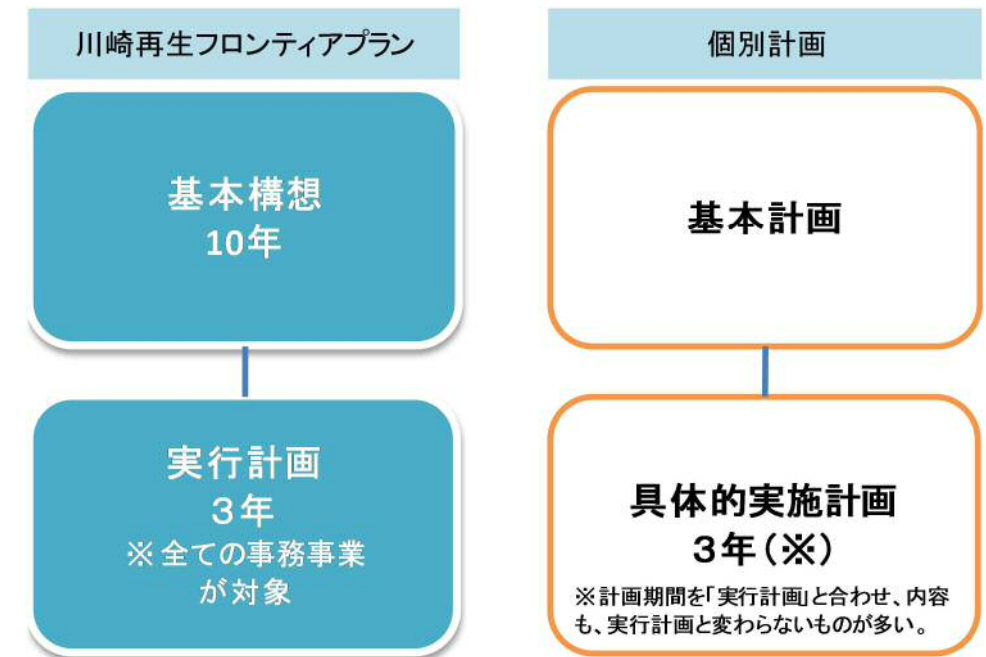 川崎再生フロンティアプラン
基本構想
10年
実行計画
３年
※全ての事務事業
が対象
個別計画
基本計画
具体的実施計画
３年（※）
※計画期間を「実行計画」と合わせ、内容
も、実行計画と変わらないものが多い。